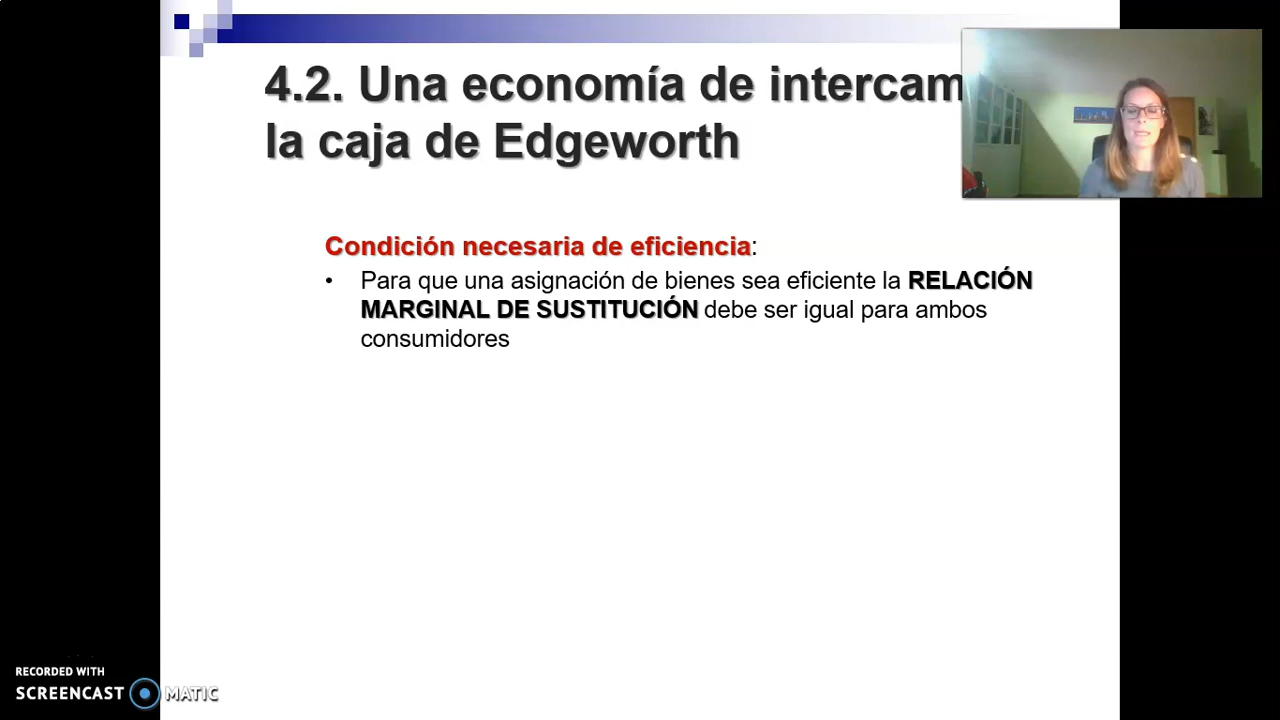 4.2. Una economía de intercam
la caja de Edgeworth
Condición necesaria de eficiencia:
• Para que una asignación de bienes sea eficiente la RELACIÓN
MARGINAL DE SUSTITUCIÓN debe ser igual para ambos
consumidores
RECORDED WITH
SCREENCAST MATIC